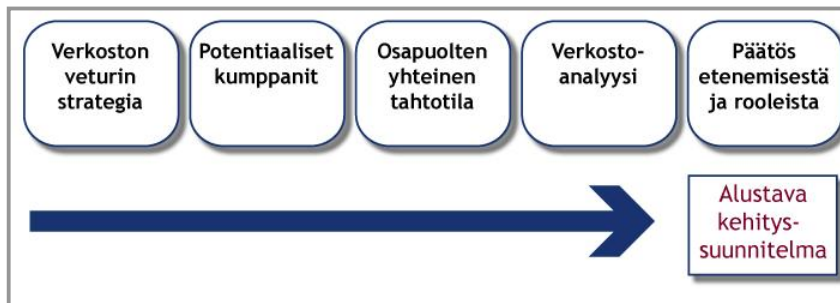 Verkoston
veturin
strategia
Potentiaaliset
kumppanit
Osapuolten
yhteinen
tahtotila
Verkosto-
analyysi
Päätös
etenemisestä
ja rooleista
Alustava
kehitys-
suunnitelma